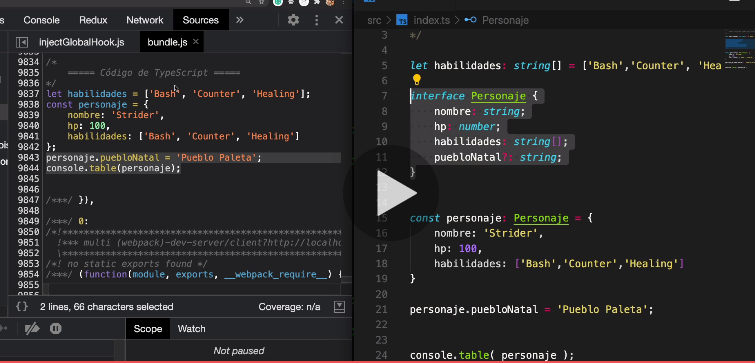 Console Redux Network Sources »
injectGlobalHook.js bundle.js ×
9834 /*
9835 ===== Código de TypeScript =====
9836 */
9837 let habilidades = ['Bash', 'Counter', 'Healing'];
9838 const personaje = {
9839 nombre: 'Strider',
9840 hp: 100,
9841 habilidades: ['Bash', 'Counter', 'Healing']
9842 };
9843 personaje.puebloNatal = 'Pueblo Paleta';
9844 console.table(personaje);
9845
9846
9847 /***/ }),
9848
9849 /***/ 0:
9850 /*!************************************
9851 !*** multi (webpack)-dev-server/client?http://localho
9852 \************************************
9853 /*! no static exports found */
9854 /***/ (function(module, exports, __webpack_require__) {
9855
{} 2 lines, 66 characters selected Coverage: n/a
Scope Watch
Not paused
src > TS index.ts > Personaje
3 */
4
5 let habilidades: string[] = ['Bash','Counter', 'Hea
6
7 interface Personaje {
8 nombre: string;
9 hp: number;
10 habilidades: string[];
11 puebloNatal?: string;
12 }
15 const personaje: Personaje = {
16 nombre: 'Strider',
17 hp: 100,
18 habilidades: ['Bash','Counter','Healing']
19 }
20
21 personaje.puebloNatal = 'Pueblo Paleta';
22
23
24 console.table( personaje );